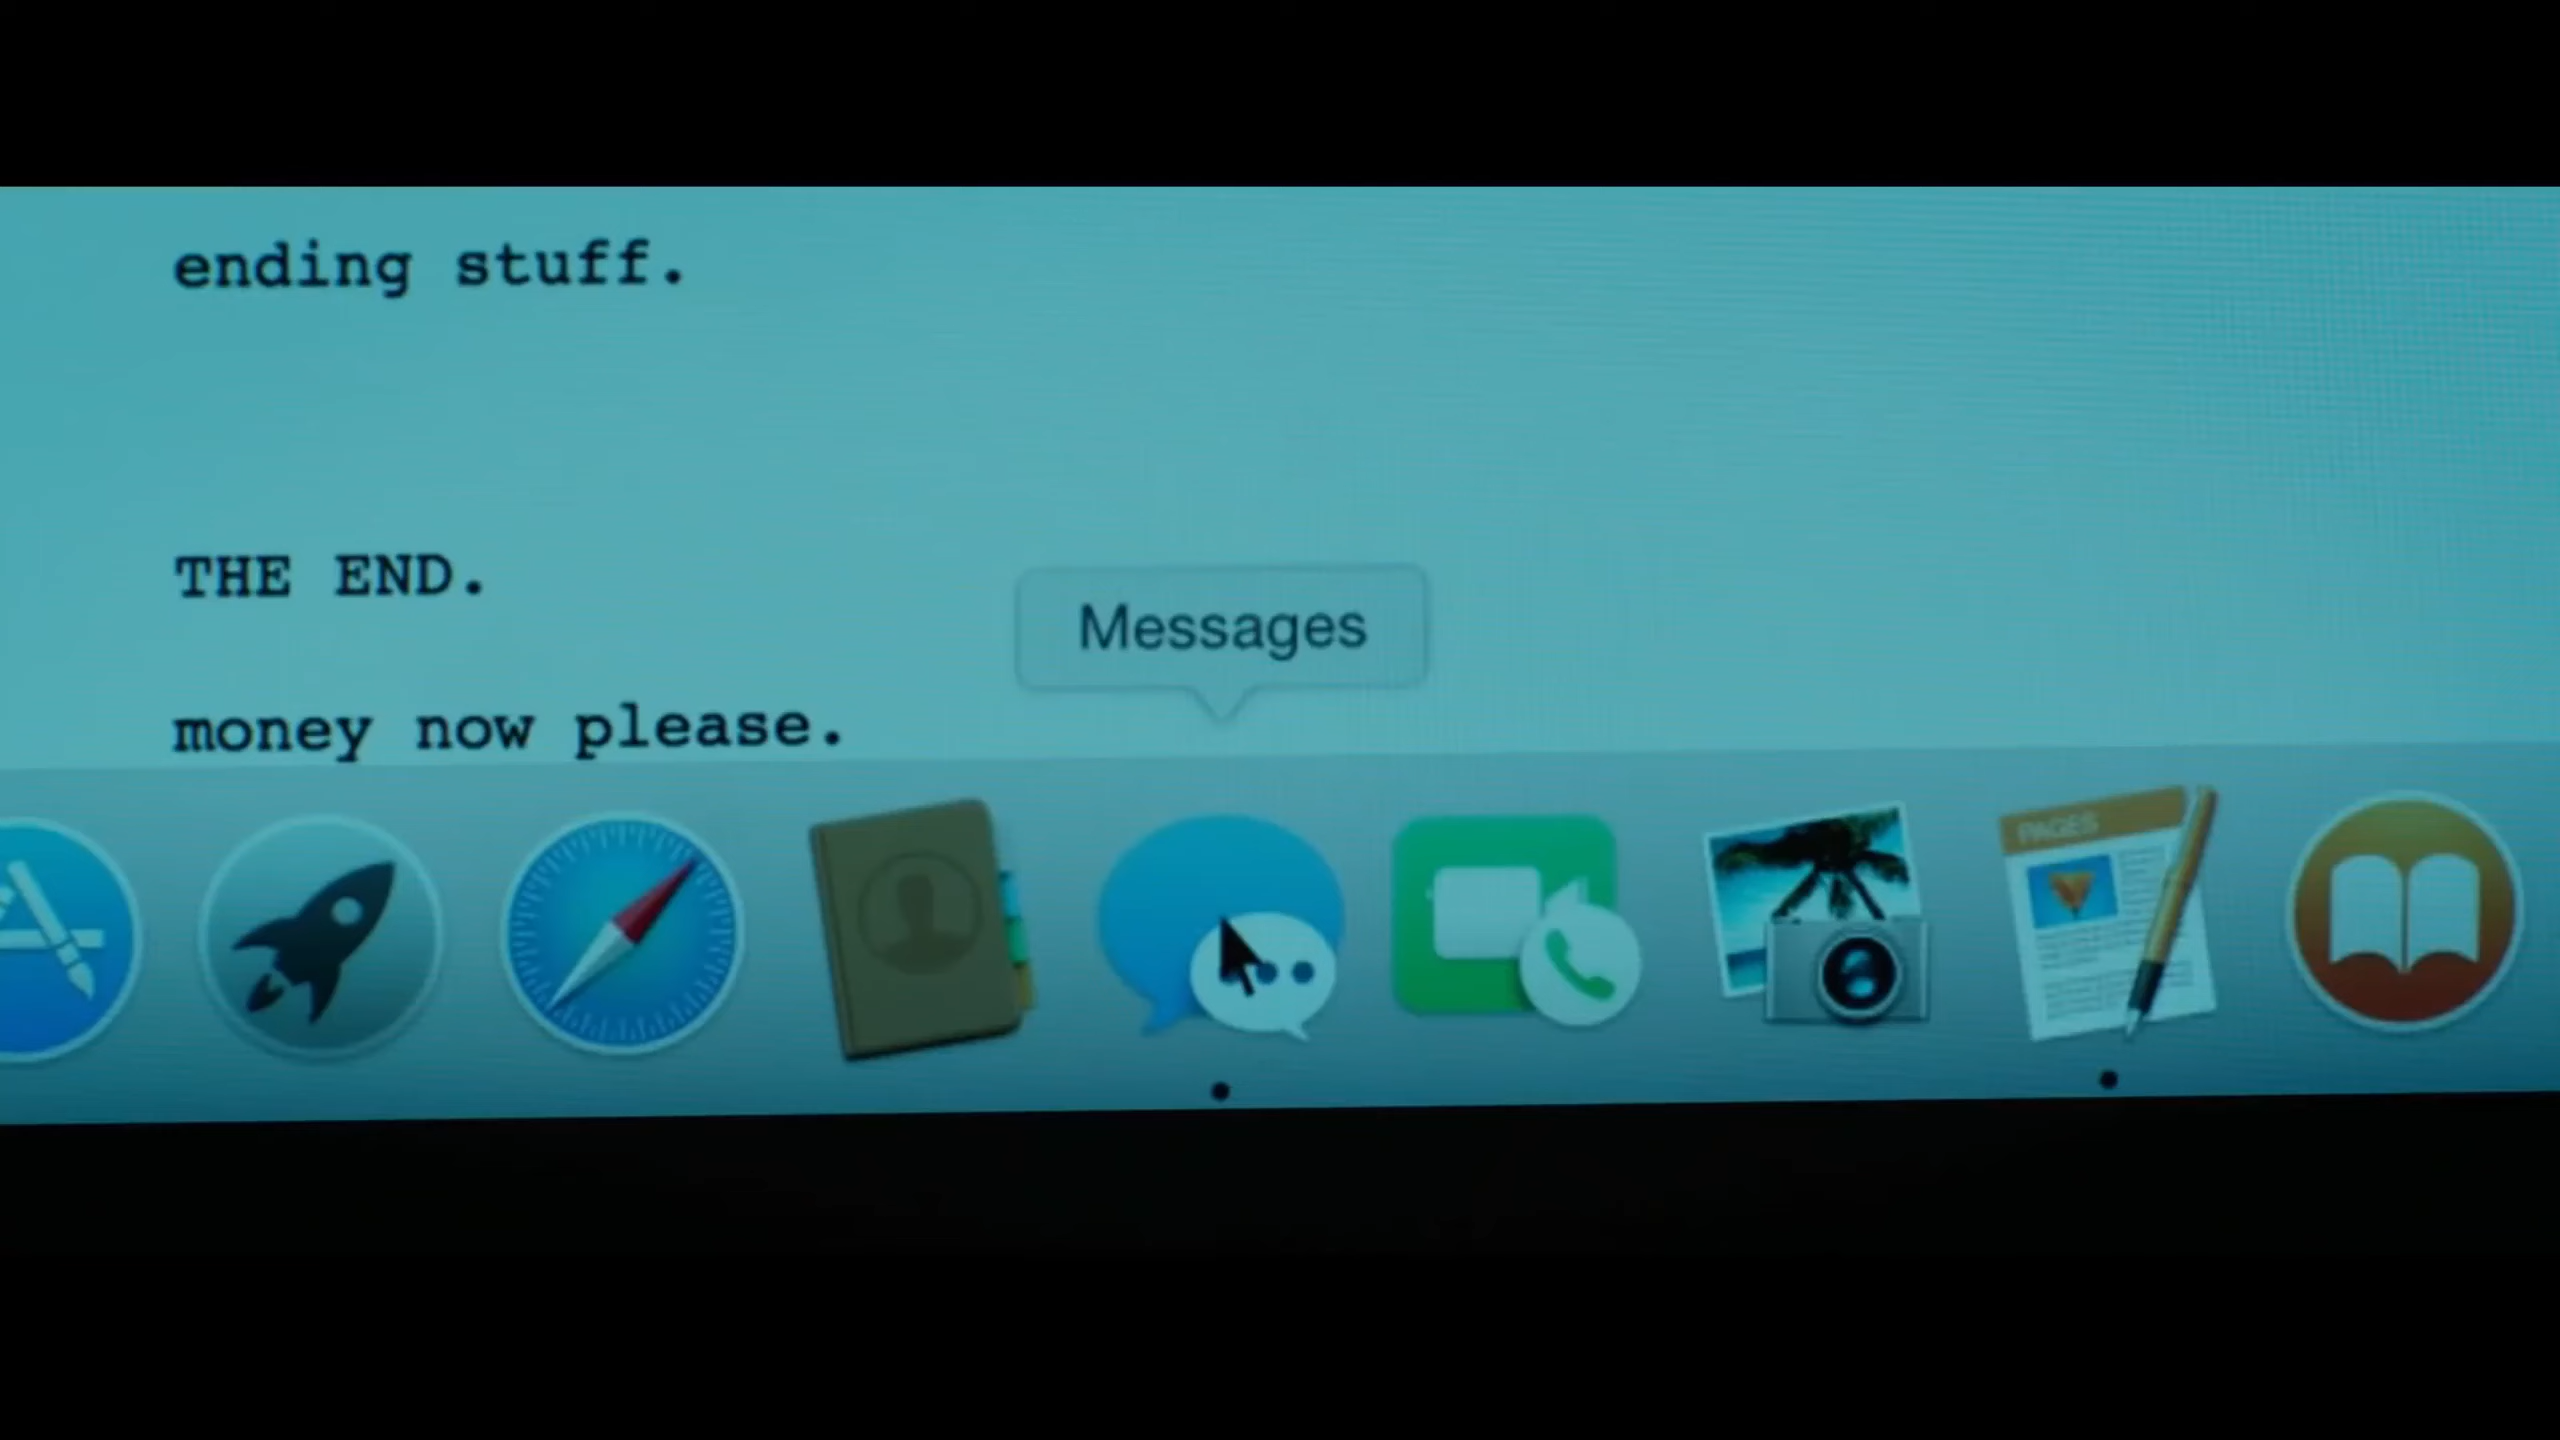 ending stuff.
THE END.
Messages
money now please.
PAGES